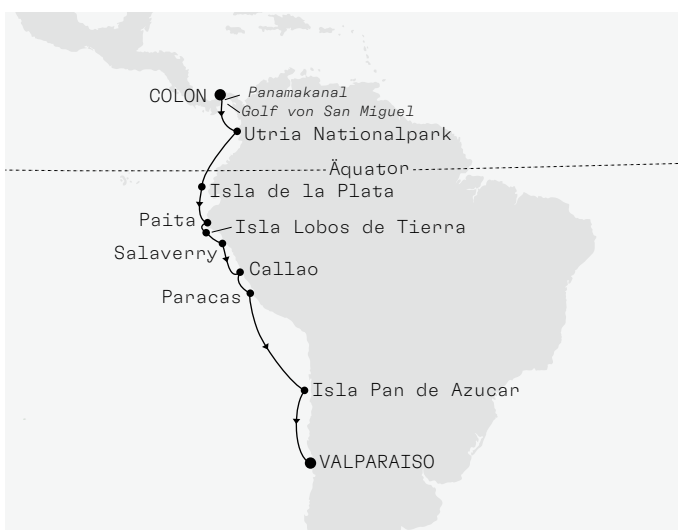 COLON
Panamakanal
Golf von San Miguel
Utria Nationalpark
Äquator
Isla de la Plata
Paita
Isla Lobos de Tierra
Salaverry
Callao
Paracas
Isla Pan de Azucar
VALPARAISO